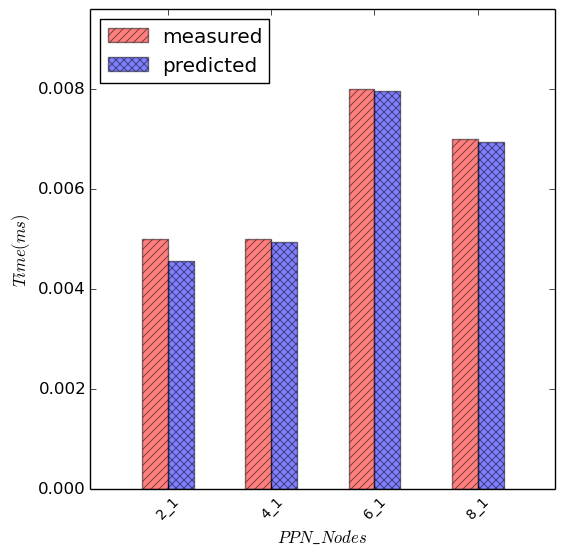 measured
predicted
0.008
0.006
0.004
0.002
0.000
Time(ms)
2_1
4_1
6_1
8_1
PPN_Nodes